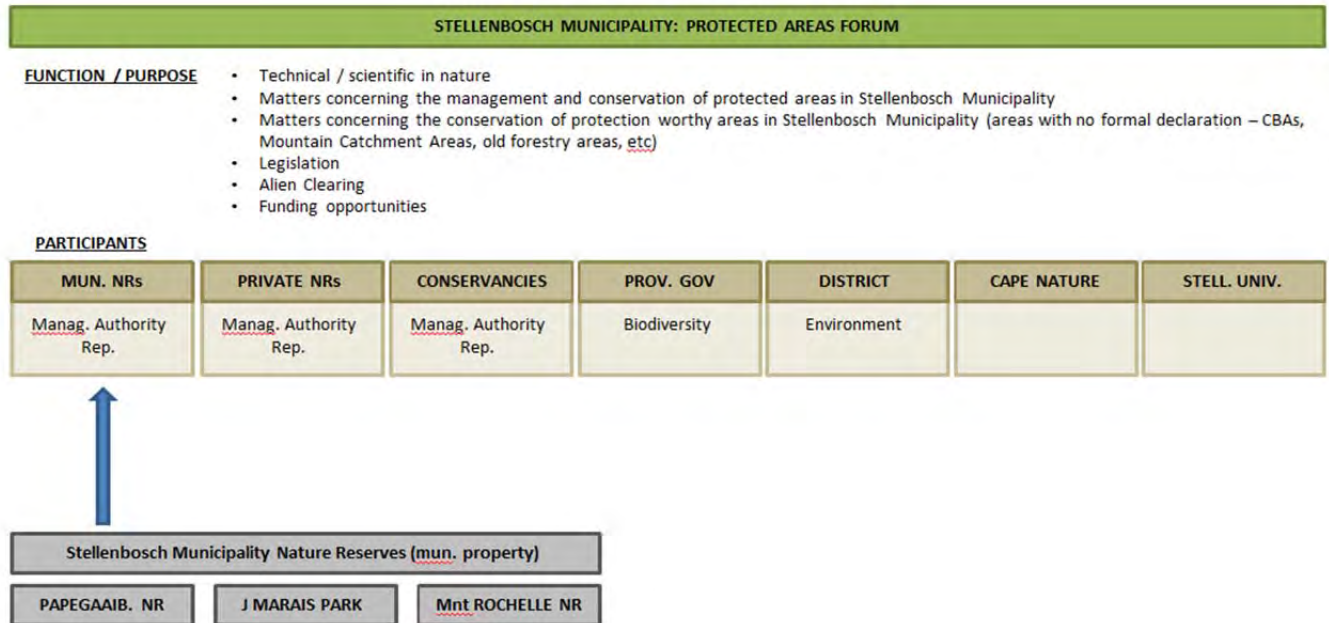 STELLENBOSCH MUNICIPALITY: PROTECTED AREAS FORUM
FUNCTION / PURPOSE
• Technical / scientific in nature
• Matters concerning the management and conservation of protected areas in Stellenbosch Municipality
• Matters concerning the conservation of protection worthy areas in Stellenbosch Municipality (areas with no formal declaration – CBAs,
Mountain Catchment Areas, old forestry areas, etc)
• Legislation
• Alien Clearing
• Funding opportunities
PARTICIPANTS
MUN. NRs
PRIVATE NRs
CONSERVANCIES
PROV. GOV
DISTRICT
CAPE NATURE
STELL. UNIV.
Manag. Authority
Rep.
Manag. Authority
Rep.
Manag. Authority
Rep.
Biodiversity
Environment
Stellenbosch Municipality Nature Reserves (mun. property)
PAPEGAAIB. NR
J MARAIS PARK
Mnt ROCHELLE NR